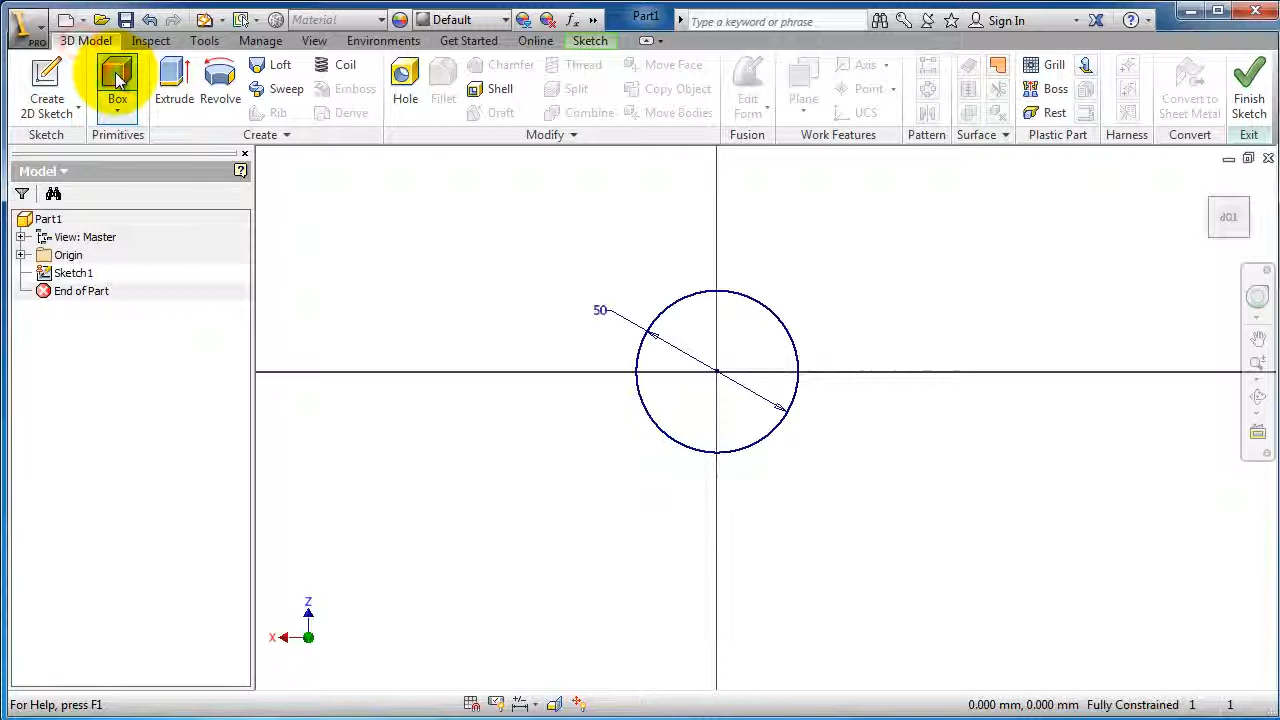 PRO
Material
Default
Part1
Type a keyword or phrase
Sign In
3D Model Inspect Tools Manage View Environments Get Started Online Sketch
Create
2D Sketch
Box
Extrude
Revolve
Loft
Sweep
Rib
Coil
Emboss
Derive
Hole
Fillet
Chamfer
Shell
Draft
Thread
Split
Combine
Move Face
Copy Object
Move Bodies
Edit
Form
Plane
Axis
Point
UCS
Grill
Boss
Rest
Convert to
Sheet Metal
Finish
Sketch
Sketch Primitives Create Modify Fusion Work Features Pattern Surface Plastic Part Harness Convert Exit
Model
Part1
View: Master
Origin
Sketch1
End of Part
50
TOP
Z
X
For Help, press F1
0.000 mm, 0.000 mm Fully Constrained 1 1